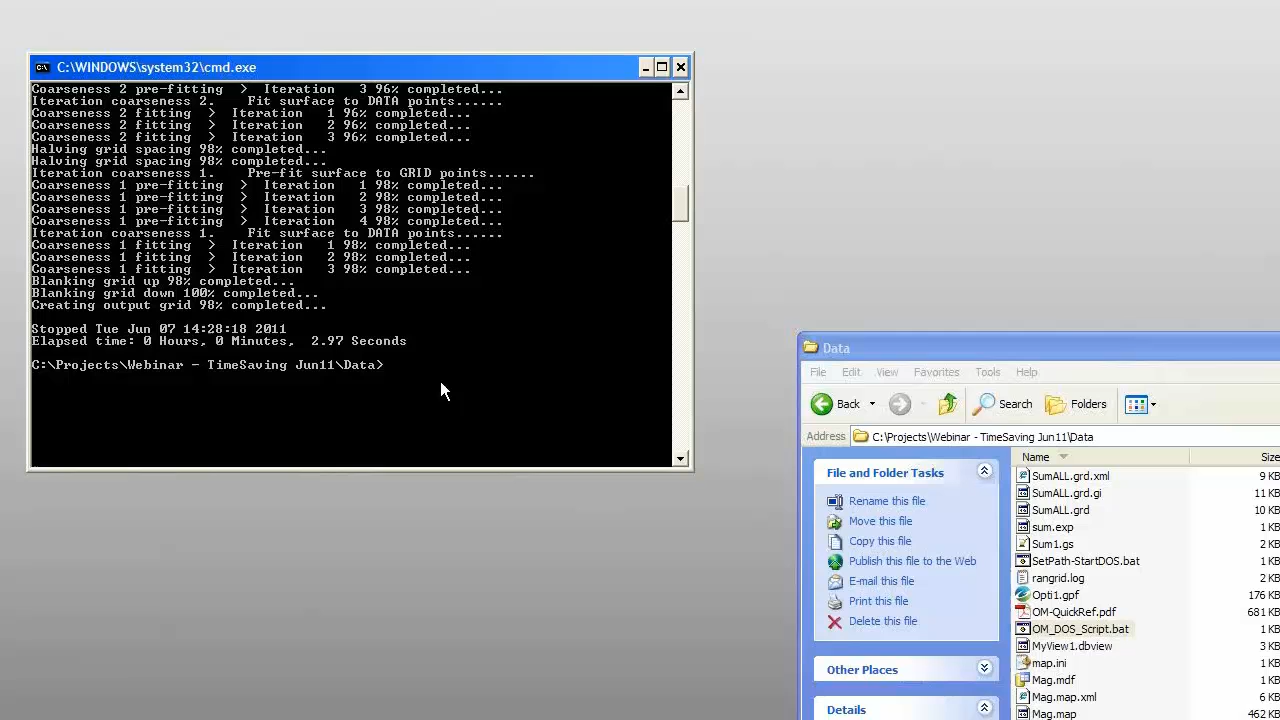 C:\WINDOWS\system32\cmd.exe
Coarseness 2 pre-fitting > Iteration 3 96% completed...
Iteration coarseness 2. Fit surface to DATA points......
Coarseness 2 fitting > Iteration 1 96% completed...
Coarseness 2 fitting > Iteration 2 96% completed...
Coarseness 2 fitting > Iteration 3 96% completed...
Halving grid spacing 98% completed...
Halving grid spacing 98% completed...
Iteration coarseness 1. Pre-fit surface to GRID points......
Coarseness 1 pre-fitting > Iteration 1 98% completed...
Coarseness 1 pre-fitting > Iteration 2 98% completed...
Coarseness 1 pre-fitting > Iteration 3 98% completed...
Coarseness 1 pre-fitting > Iteration 4 98% completed...
Iteration coarseness 1. Fit surface to DATA points......
Coarseness 1 fitting > Iteration 1 98% completed...
Coarseness 1 fitting > Iteration 2 98% completed...
Coarseness 1 fitting > Iteration 3 98% completed...
Blanking grid up 98% completed...
Blanking grid down 100% completed...
Creating output grid 98% completed...
Stopped Tue Jun 07 14:28:18 2011
Elapsed time: 0 Hours, 0 Minutes, 2.97 Seconds
C:\Projects\Webinar - TimeSaving Jun11\Data>
Data
File Edit View Favorites Tools Help
Back Search Folders
Address C:\Projects\Webinar - TimeSaving Jun11\Data
File and Folder Tasks
Rename this file
Move this file
Copy this file
Publish this file to the Web
E-mail this file
Print this file
Delete this file
Other Places
Details
Name Size
SumALL.grd.xml 9 KB
SumALL.grd.gi 11 KB
SumALL.grd 10 KB
sum.exp 1 KB
Sum1.gs 2 KB
SetPath-StartDOS.bat 1 KB
rangrid.log 2 KB
Opti1.gpf 176 KB
OM-QuickRef.pdf 681 KB
OM_DOS_Script.bat 1 KB
MyView1.dbview 3 KB
map.ini 1 KB
Mag.mdf 1 KB
Mag.map.xml 6 KB
Mag.map 462 KB